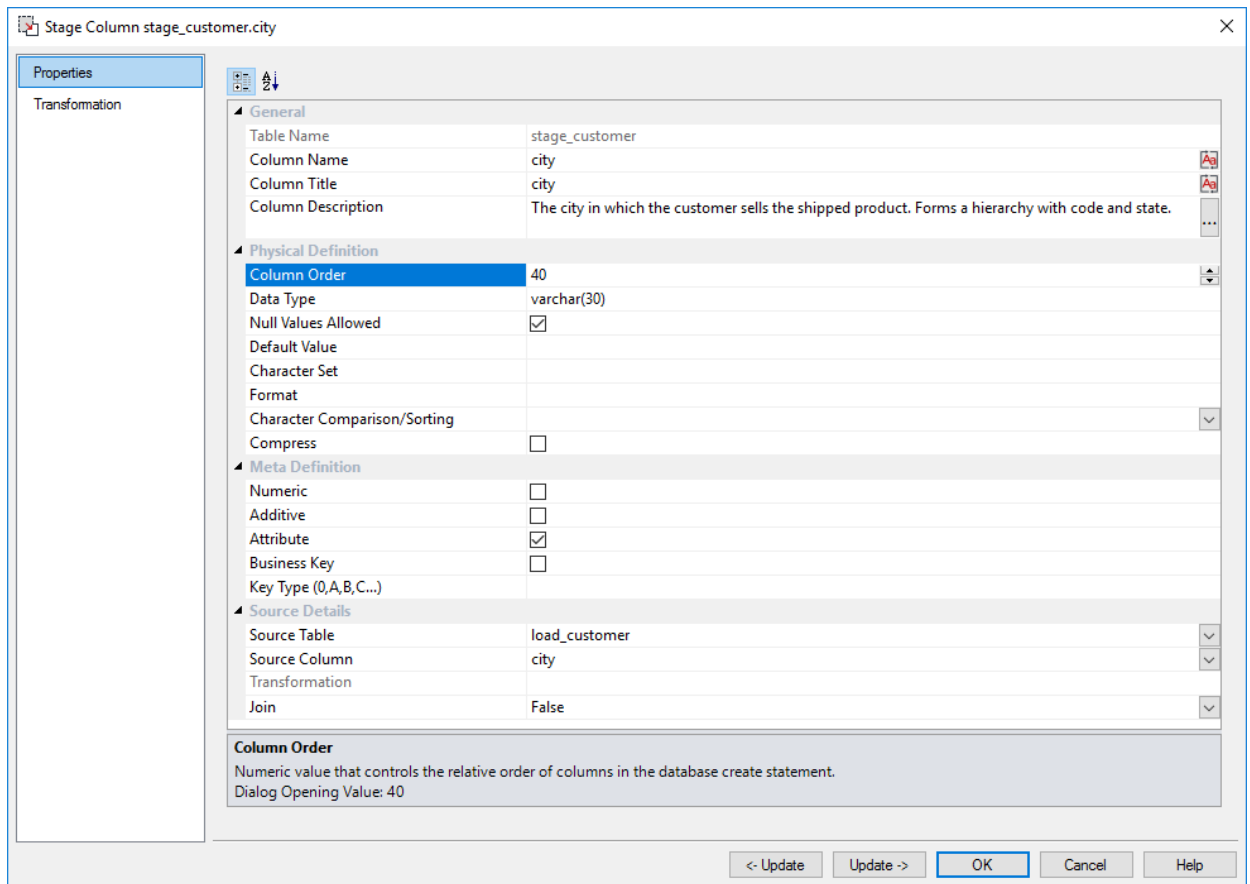 Stage Column stage_customer.city
Properties
Transformation
General
Table Name stage_customer
Column Name city
Column Title city
Column Description The city in which the customer sells the shipped product. Forms a hierarchy with code and state.
...
Physical Definition
Column Order 40
Data Type varchar(30)
Null Values Allowed
Default Value
Character Set
Format
Character Comparison/Sorting
Compress
Meta Definition
Numeric
Additive
Attribute
Business Key
Key Type (0,A,B,C...)
Source Details
Source Table load_customer
Source Column city
Transformation
Join False
Column Order
Numeric value that controls the relative order of columns in the database create statement.
Dialog Opening Value: 40
<- Update Update -> OK Cancel Help